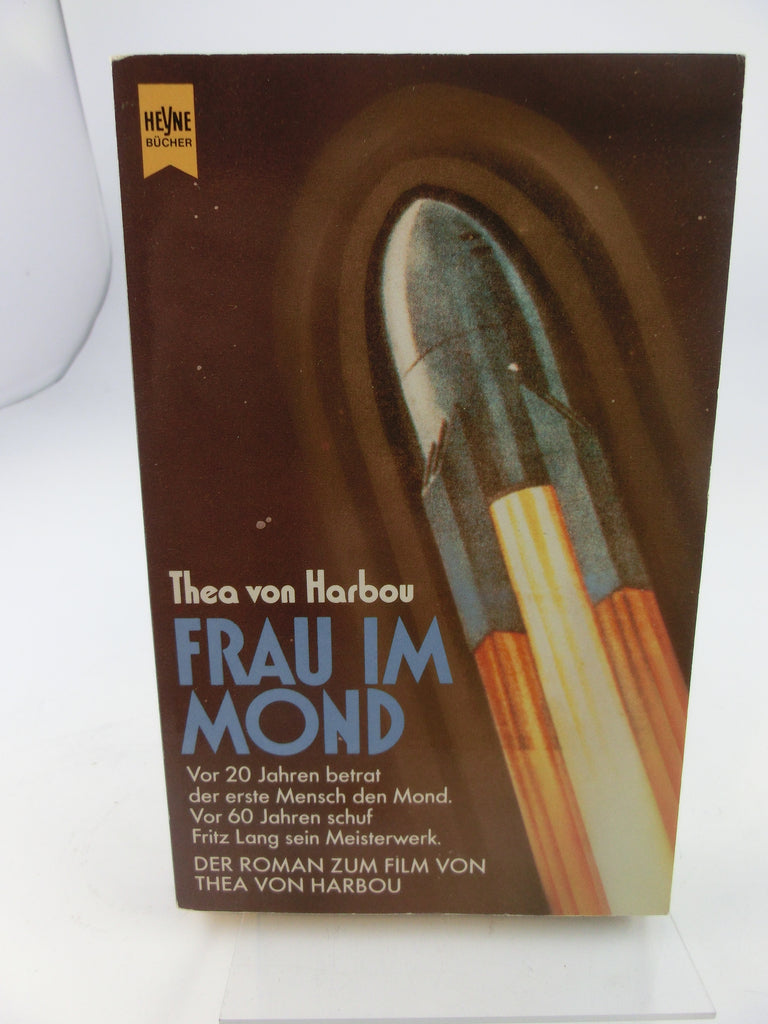 HEYNE
BÜCHER
Thea von Harbou
FRAU IM
MOND
Vor 20 Jahren betrat
der erste Mensch den Mond.
Vor 60 Jahren schuf
Fritz Lang sein Meisterwerk.
DER ROMAN ZUM FILM VON
THEA VON HARBOU